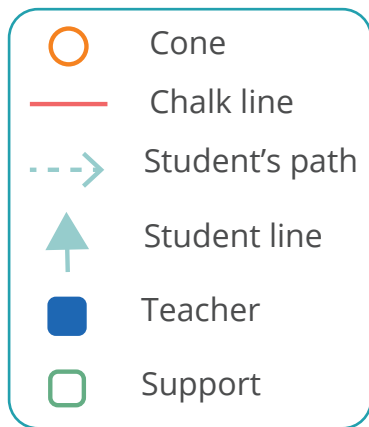 Cone
Chalk line
Student’s path
Student line
Teacher
Support